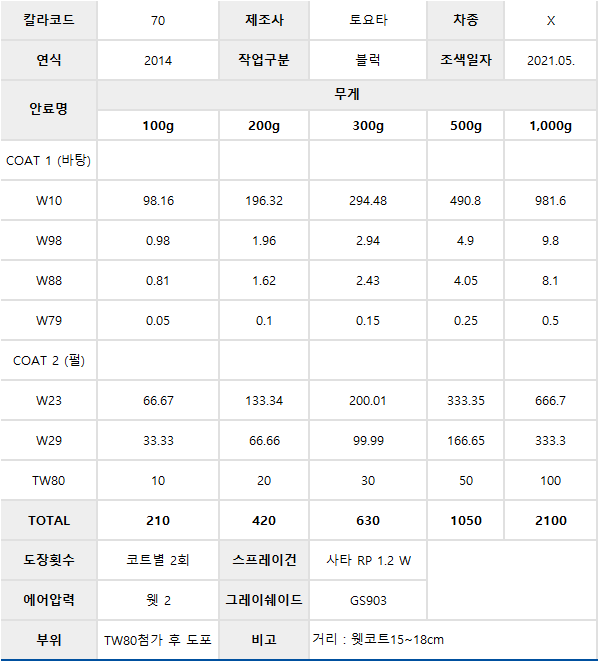 칼라코드 70 제조사 토요타 차종 X
연식 2014 작업구분 블럭 조색일자 2021.05.
안료명 무게
100g 200g 300g 500g 1,000g
COAT 1 (바탕)
W10 98.16 196.32 294.48 490.8 981.6
W98 0.98 1.96 2.94 4.9 9.8
W88 0.81 1.62 2.43 4.05 8.1
W79 0.05 0.1 0.15 0.25 0.5
COAT 2 (펄)
W23 66.67 133.34 200.01 333.35 666.7
W29 33.33 66.66 99.99 166.65 333.3
TW80 10 20 30 50 100
TOTAL 210 420 630 1050 2100
도장횟수 코트별 2회 스프레이건 사타 RP 1.2 W
에어압력 웻 2 그레이쉐이드 GS903
부위 TW80첨가 후 도포 비고 거리 : 웻코트15~18cm